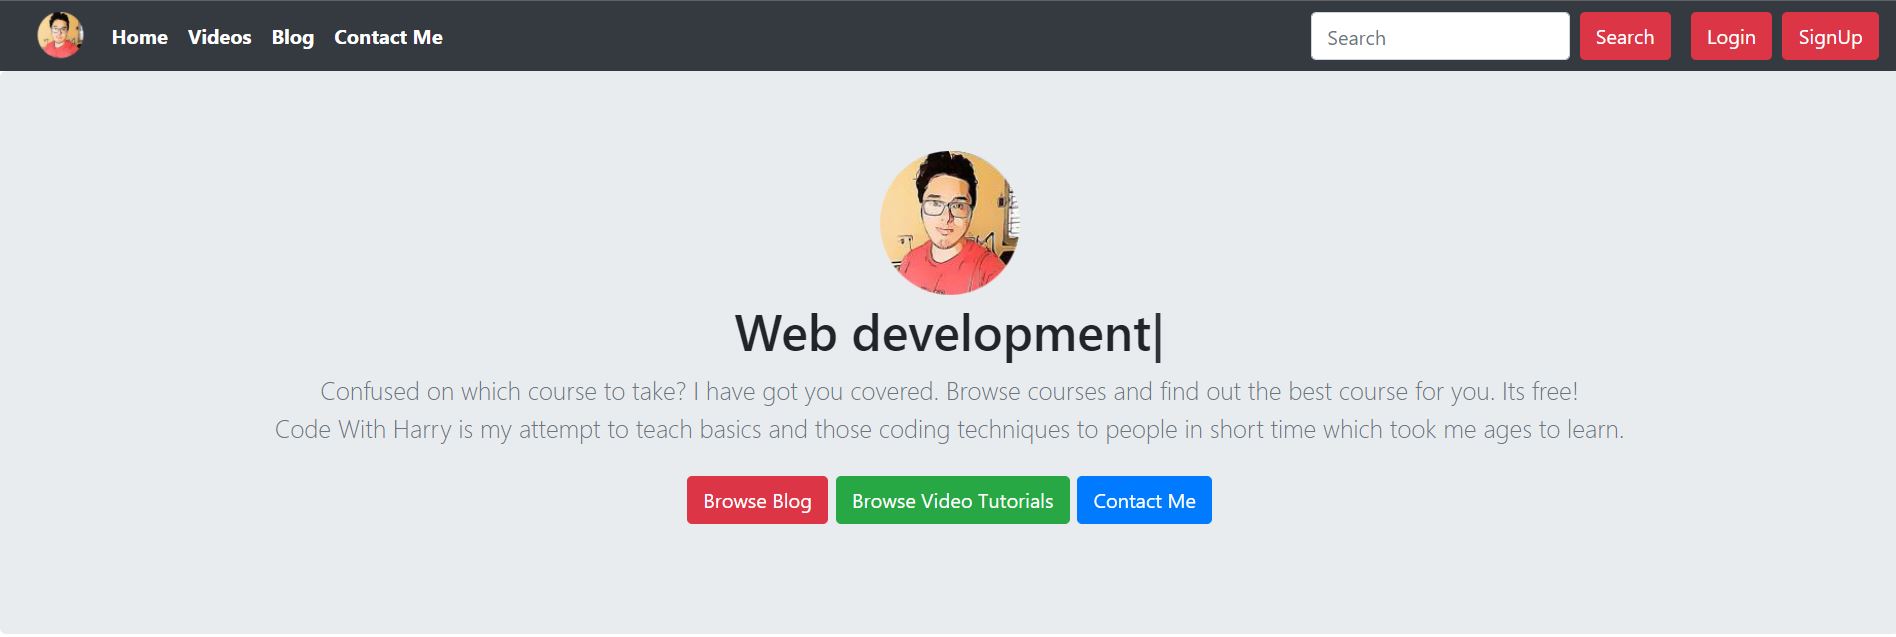 Home Videos Blog Contact Me Search Search Login SignUp
Web development|
Confused on which course to take? I have got you covered. Browse courses and find out the best course for you. Its free!
Code With Harry is my attempt to teach basics and those coding techniques to people in short time which took me ages to learn.
Browse Blog Browse Video Tutorials Contact Me